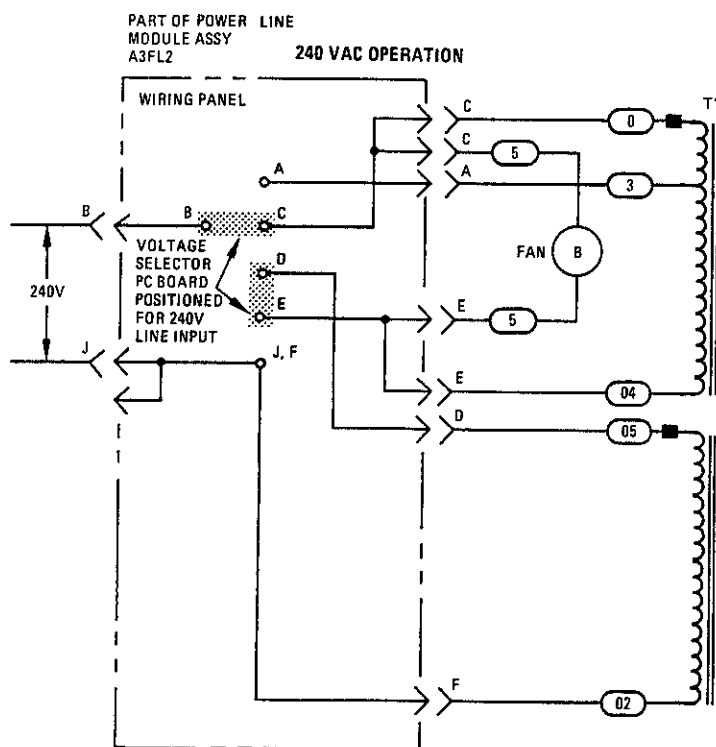 PART OF POWER LINE
MODULE ASSY
A3FL2
240 VAC OPERATION
WIRING PANEL
C
0
T1
C
5
A
A
3
B
B
C
FAN
B
VOLTAGE
SELECTOR
PC BOARD
POSITIONED
FOR 240V
LINE INPUT
D
240V
E
E
5
J
J, F
E
04
D
05
F
02